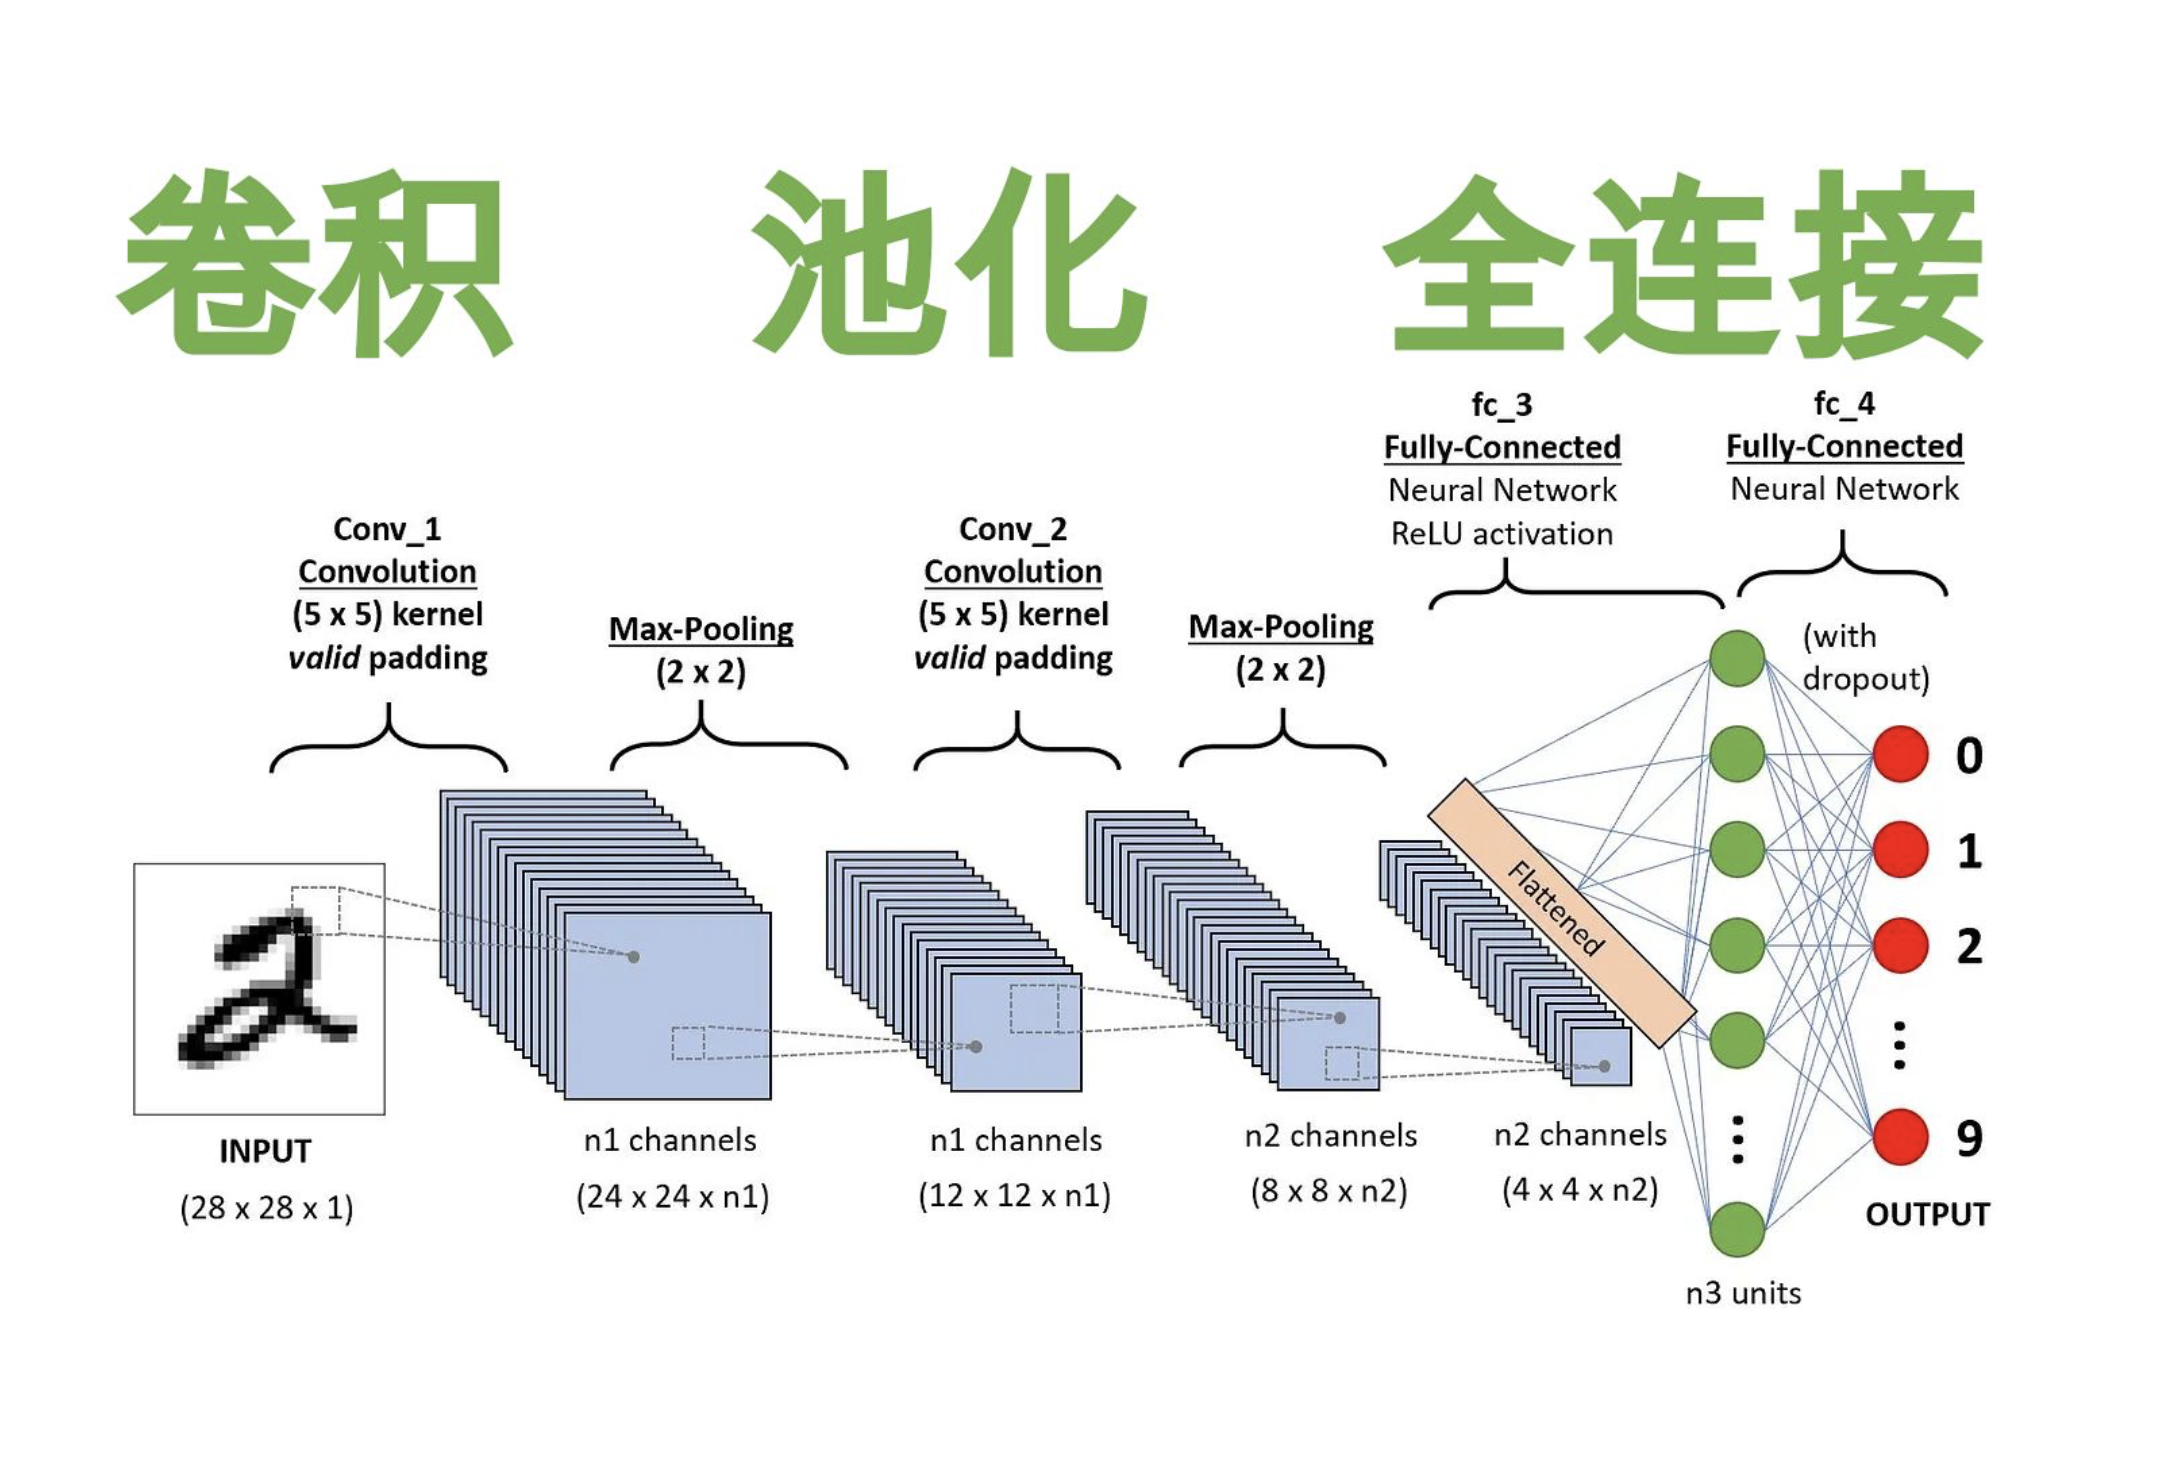 卷积 池化 全连接
fc_3
Fully-Connected
Neural Network
ReLU activation
fc_4
Fully-Connected
Neural Network
Conv_1
Convolution
(5 x 5) kernel
valid padding
Max-Pooling
(2 x 2)
Conv_2
Convolution
(5 x 5) kernel
valid padding
Max-Pooling
(2 x 2)
(with
dropout)
Flattened
0
1
2
9
INPUT
(28 x 28 x 1)
n1 channels
(24 x 24 x n1)
n1 channels
(12 x 12 x n1)
n2 channels
(8 x 8 x n2)
n2 channels
(4 x 4 x n2)
OUTPUT
n3 units